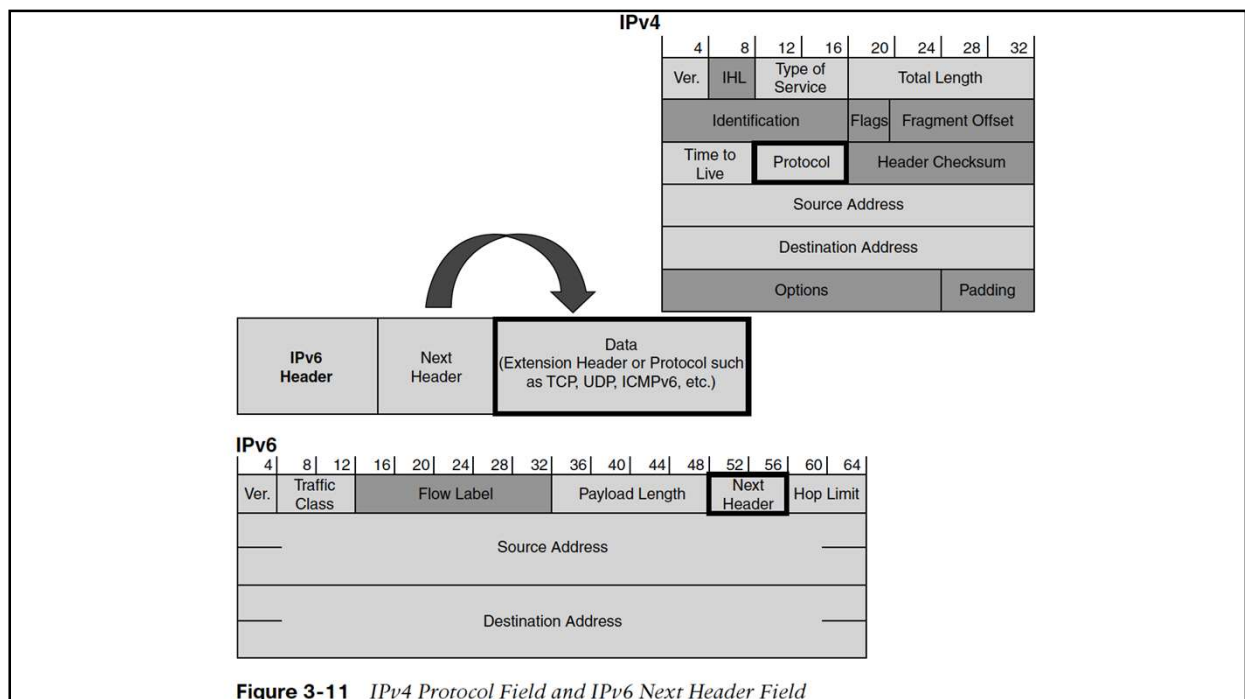 IPv4
4 8 12 16 20 24 28 32
Ver. IHL Type of Service Total Length
Identification Flags Fragment Offset
Time to Live Protocol Header Checksum
Source Address
Destination Address
Options Padding
IPv6 Header Next Header Data
(Extension Header or Protocol such
as TCP, UDP, ICMPv6, etc.)
IPv6
4 8 12 16 20 24 28 32 36 40 44 48 52 56 60 64
Ver. Traffic Class Flow Label Payload Length Next Header Hop Limit
Source Address
Destination Address
Figure 3-11 IPv4 Protocol Field and IPv6 Next Header Field